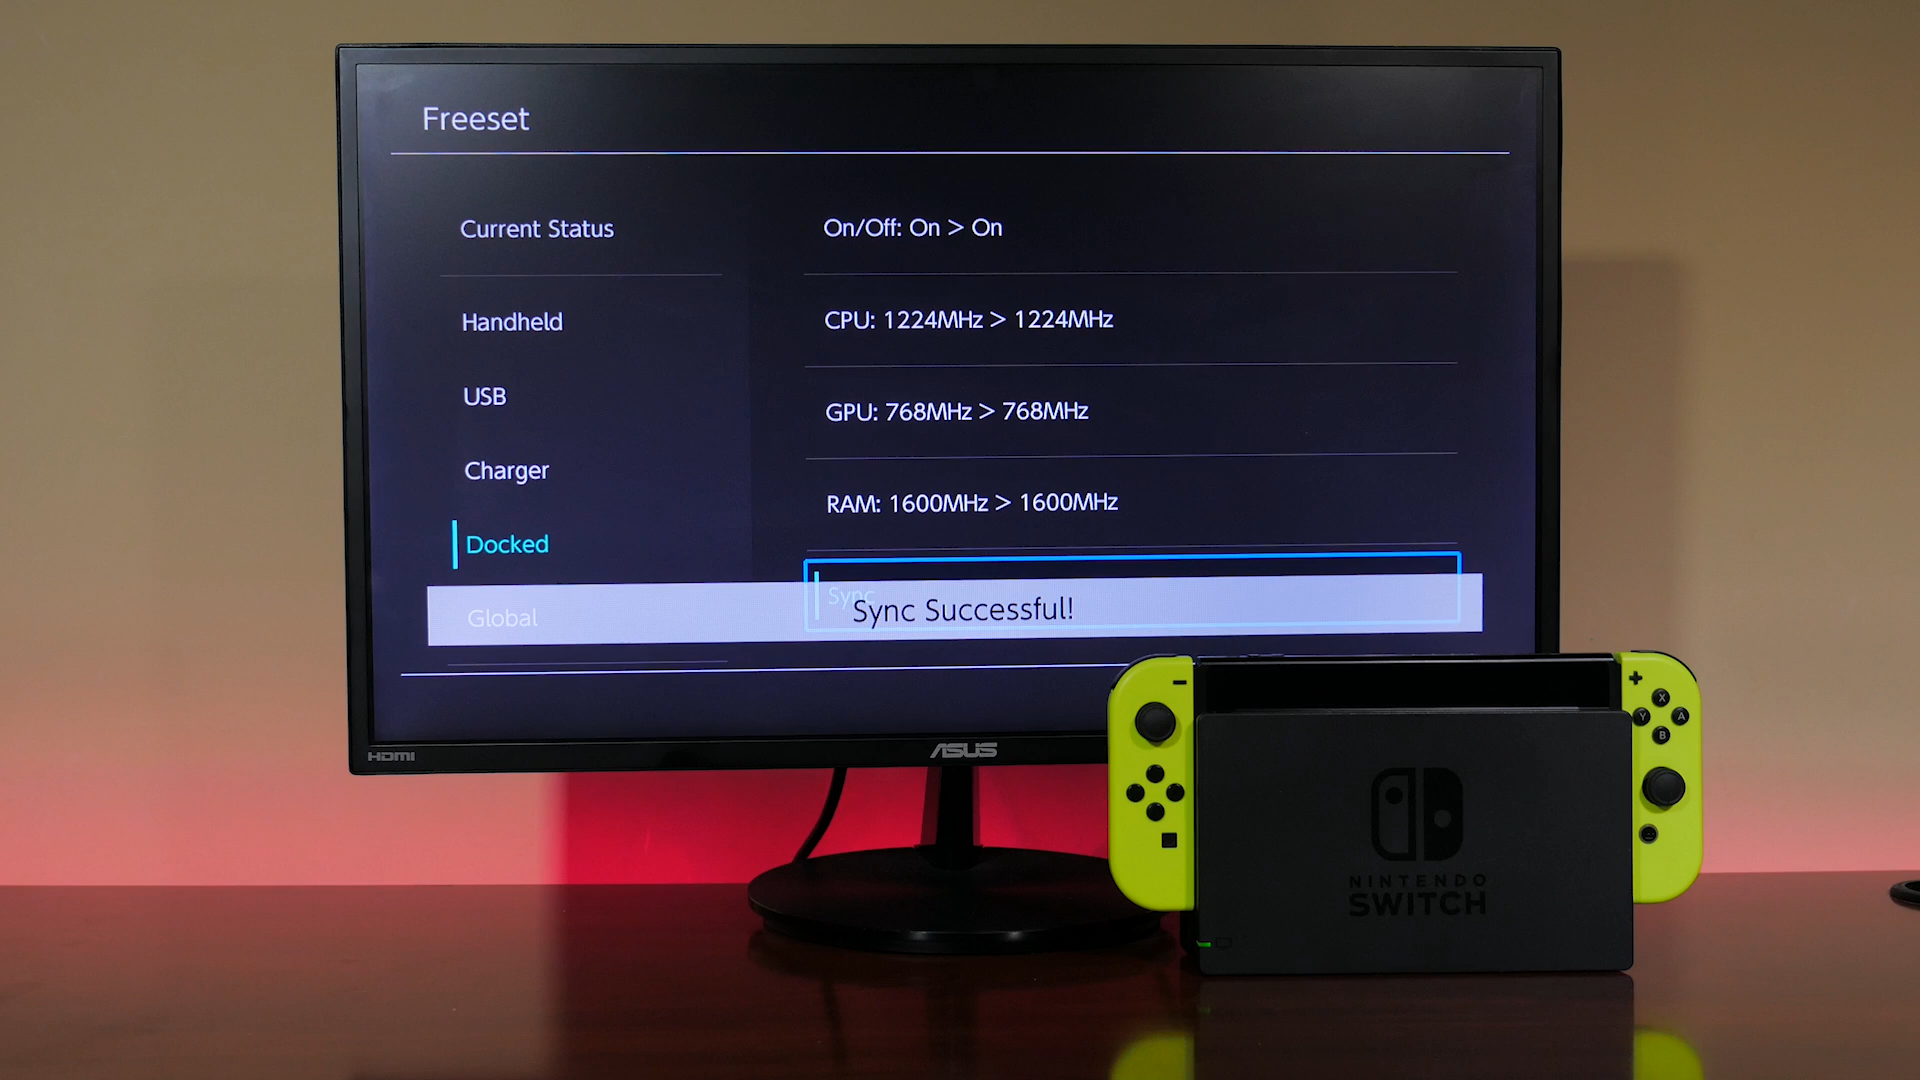 Freeset
Current Status
Handheld
USB
Charger
Docked
Global
On/Off: On > On
CPU: 1224MHz > 1224MHz
GPU: 768MHz > 768MHz
RAM: 1600MHz > 1600MHz
Sync
Sync Successful!
HDMI
ASUS
X
Y
A
B
NINTENDO
SWITCH